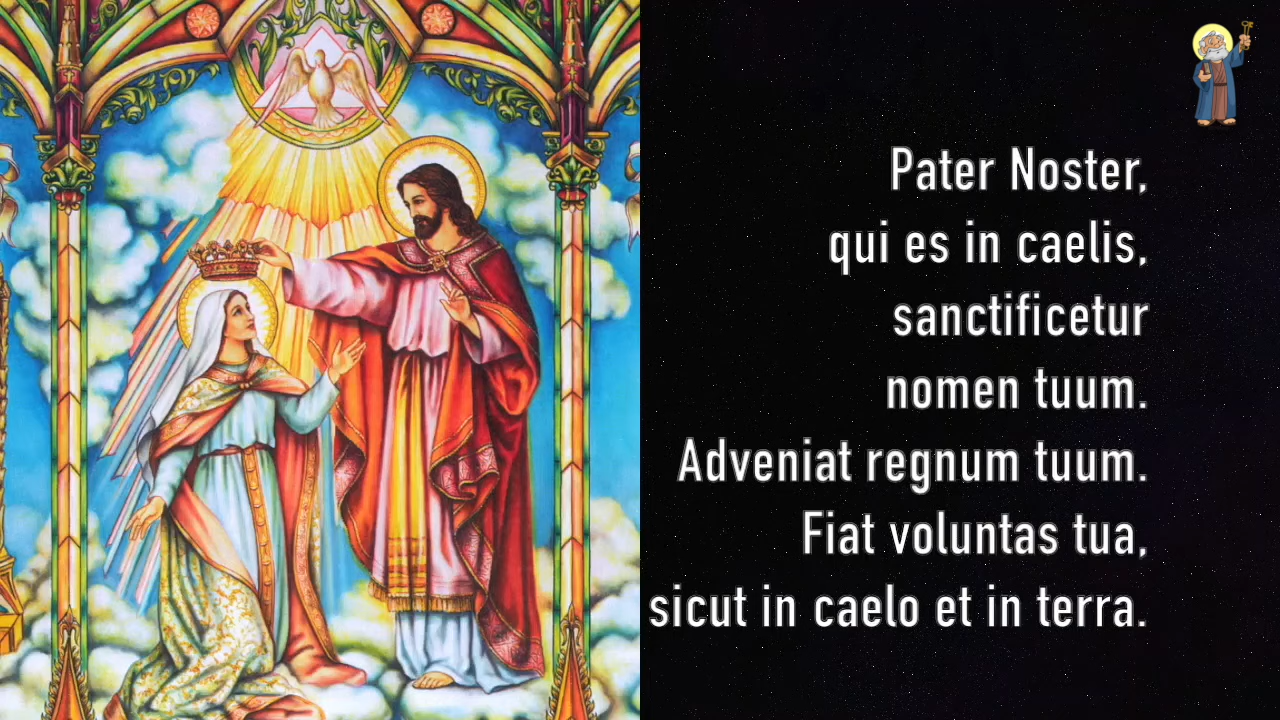 Pater Noster,
qui es in caelis,
sanctificetur
nomen tuum.
Adveniat regnum tuum.
Fiat voluntas tua,
sicut in caelo et in terra.